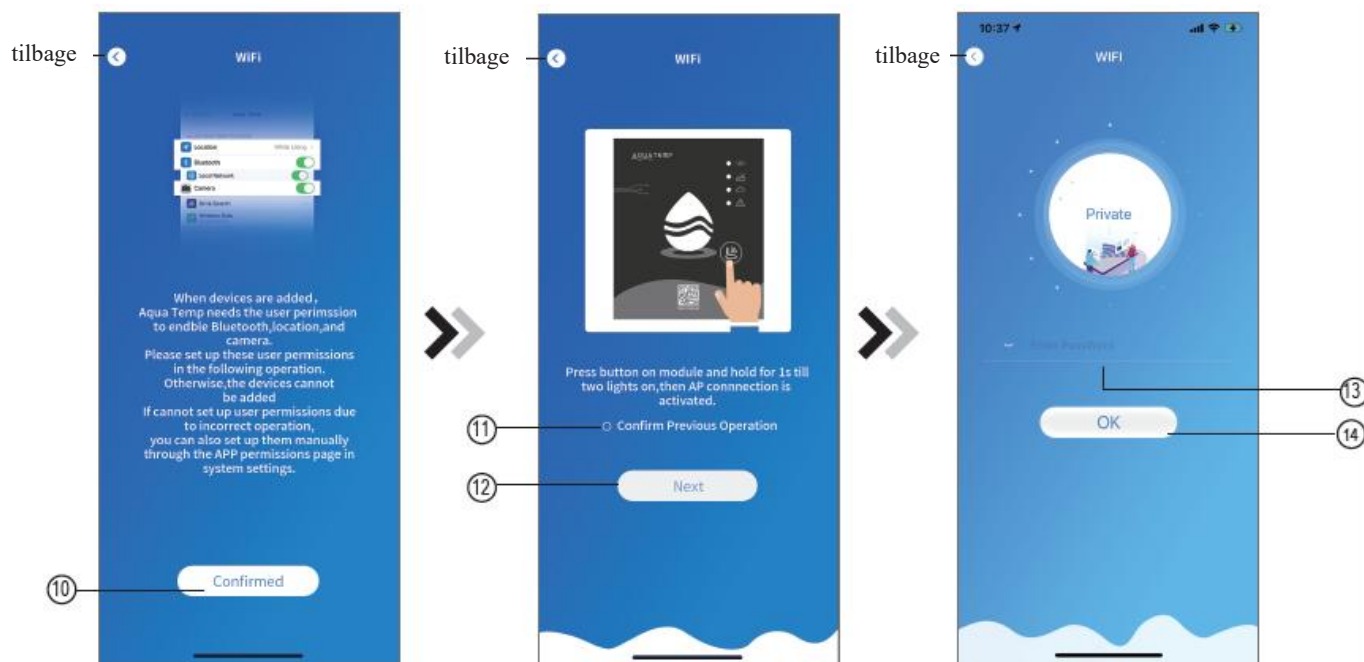 tilbage
WiFi
Location
While Using
Bluetooth
Local Network
Camera
When devices are added,
Aqua Temp needs the user perimssion
to endble Bluetooth,location,and
camera.
Please set up these user permissions
in the following operation.
Otherwise,the devices cannot
be added
If cannot set up user permissions due
to incorrect operation,
you can also set up them manually
through the APP permissions page in
system settings.
10
Confirmed
tilbage
WIFI
AQUA TEMP
Press button on module and hold for 1s till
two lights on,then AP connnection is
activated.
11
Confirm Previous Operation
12
Next
10:37
tilbage
WIFI
Private
13
OK
14